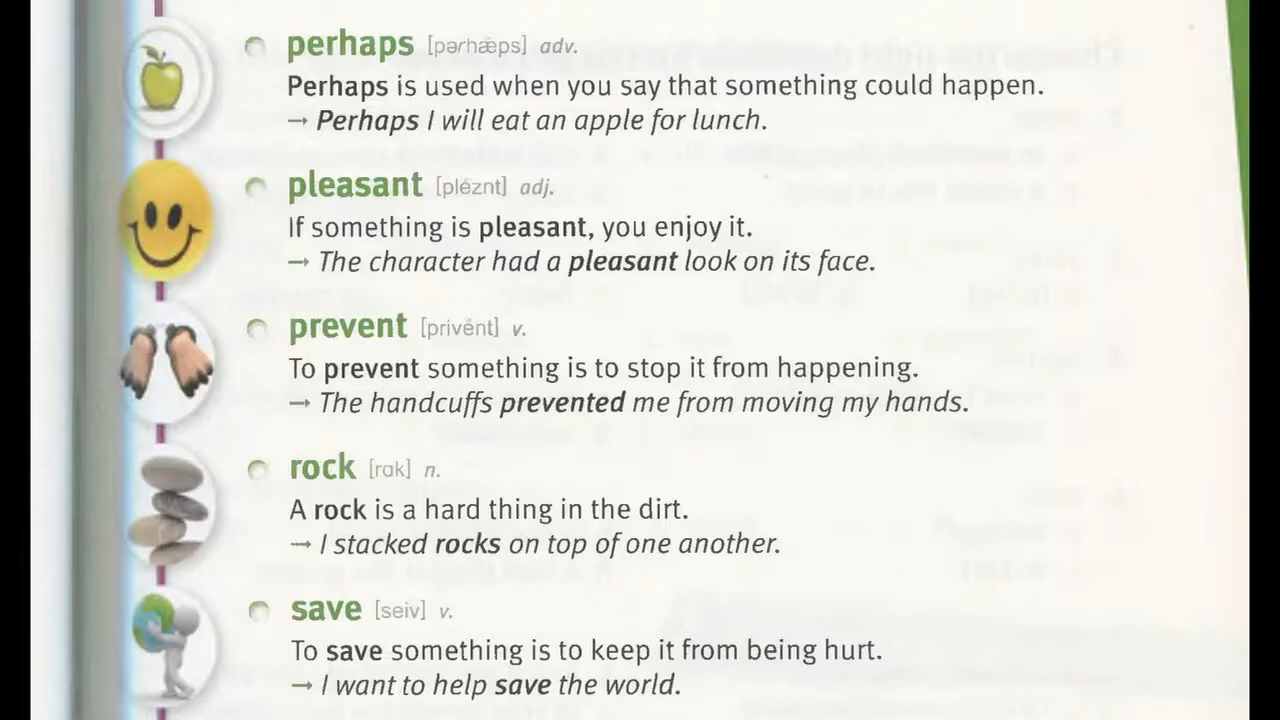 perhaps [pərhǽps] adv.
Perhaps is used when you say that something could happen.
→ Perhaps I will eat an apple for lunch.
pleasant [pléznt] adj.
If something is pleasant, you enjoy it.
→ The character had a pleasant look on its face.
prevent [privént] v.
To prevent something is to stop it from happening.
→ The handcuffs prevented me from moving my hands.
rock [rɑk] n.
A rock is a hard thing in the dirt.
→ I stacked rocks on top of one another.
save [seiv] v.
To save something is to keep it from being hurt.
→ I want to help save the world.